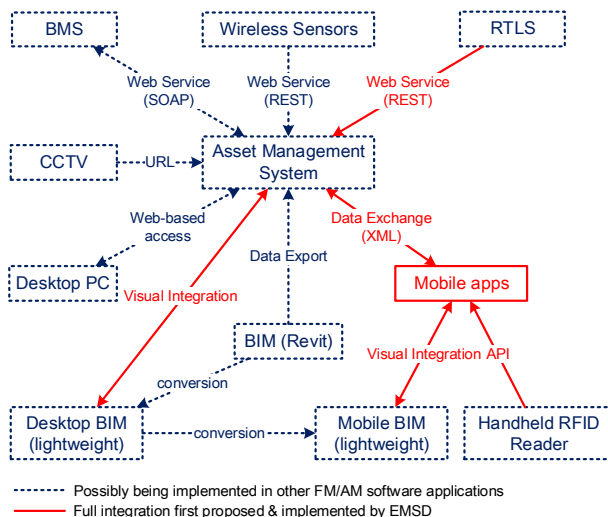 BMS
Wireless Sensors
RTLS
Web Service
(SOAP)
Web Service
(REST)
Web Service
(REST)
CCTV
URL
Asset Management
System
Web-based
access
Data Exchange
(XML)
Data Export
Desktop PC
Visual Integration
Mobile apps
BIM (Revit)
Visual Integration API
conversion
Desktop BIM
(lightweight)
conversion
Mobile BIM
(lightweight)
Handheld RFID
Reader
Possibly being implemented in other FM/AM software applications
Full integration first proposed & implemented by EMSD